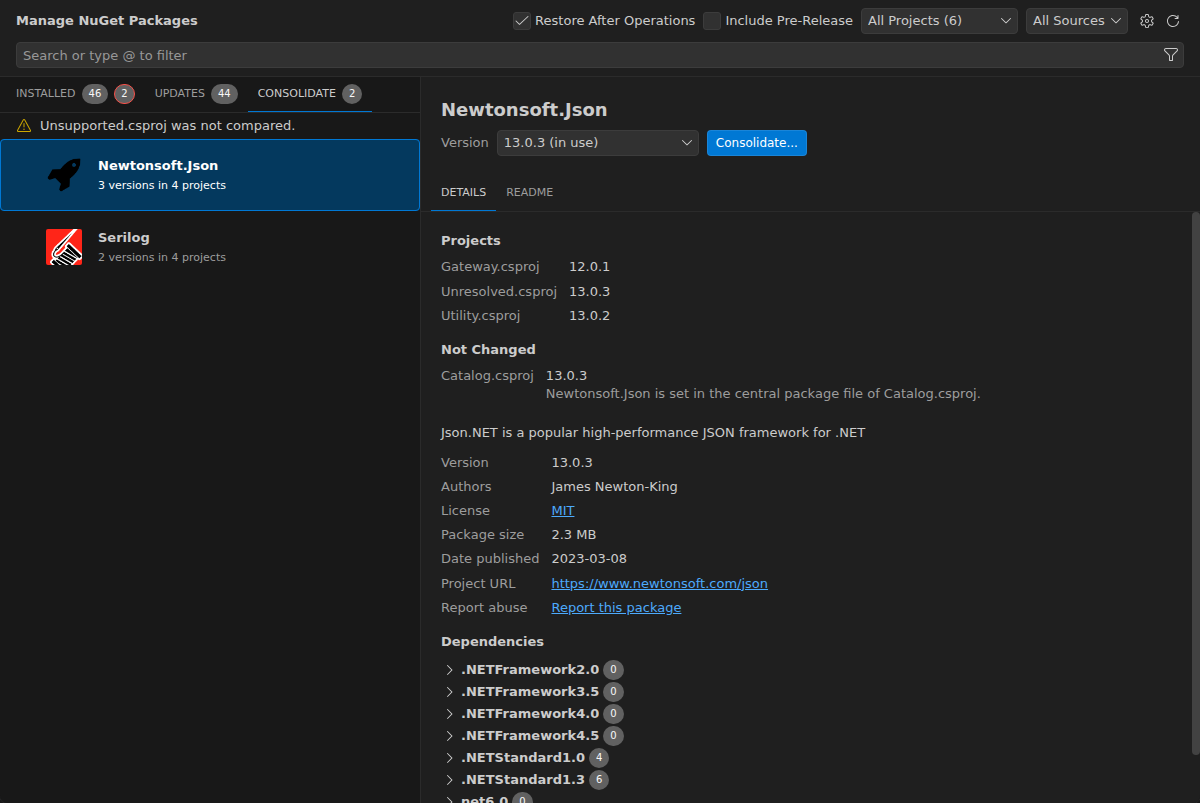 Manage NuGet Packages
Restore After Operations
Include Pre-Release
All Projects (6)
All Sources
Search or type @ to filter
INSTALLED 46 2 UPDATES 44 CONSOLIDATE 2
Unsupported.csproj was not compared.
Newtonsoft.Json
3 versions in 4 projects
Serilog
2 versions in 4 projects
Newtonsoft.Json
Version 13.0.3 (in use) Consolidate...
DETAILS README
Projects
Gateway.csproj 12.0.1
Unresolved.csproj 13.0.3
Utility.csproj 13.0.2
Not Changed
Catalog.csproj 13.0.3
Newtonsoft.Json is set in the central package file of Catalog.csproj.
Json.NET is a popular high-performance JSON framework for .NET
Version 13.0.3
Authors James Newton-King
License MIT
Package size 2.3 MB
Date published 2023-03-08
Project URL https://www.newtonsoft.com/json
Report abuse Report this package
Dependencies
.NETFramework2.0 0
.NETFramework3.5 0
.NETFramework4.0 0
.NETFramework4.5 0
.NETStandard1.0 4
.NETStandard1.3 6
net6.0 0